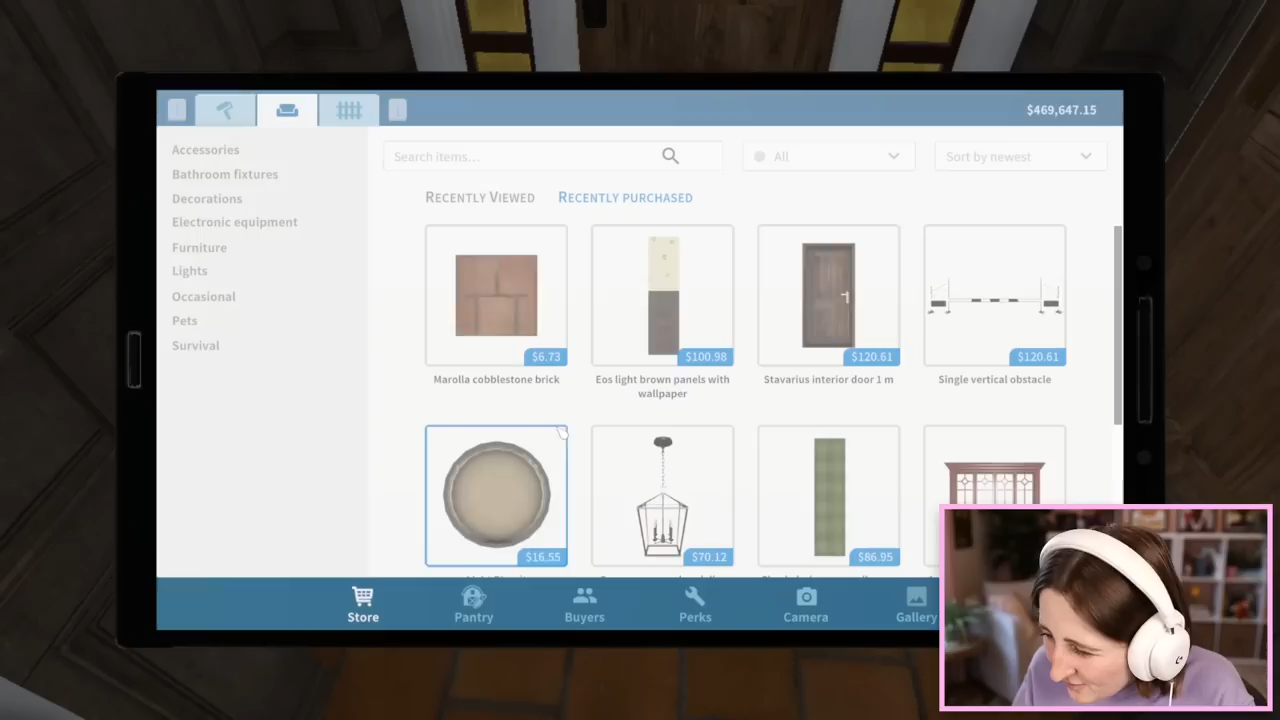 $469,647.15
Accessories
Bathroom fixtures
Decorations
Electronic equipment
Furniture
Lights
Occasional
Pets
Survival
Search items...
All
Sort by newest
Recently Viewed
Recently purchased
$6.73
$100.98
$120.61
$120.61
Marolla cobblestone brick
Eos light brown panels with
wallpaper
Stavarius interior door 1 m
Single vertical obstacle
$16.55
$70.12
$86.95
Store
Pantry
Buyers
Perks
Camera
Gallery